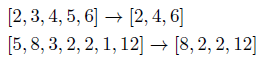 [2, 3, 4, 5, 6] → [2, 4, 6]
[5, 8, 3, 2, 2, 1, 12] → [8, 2, 2, 12]